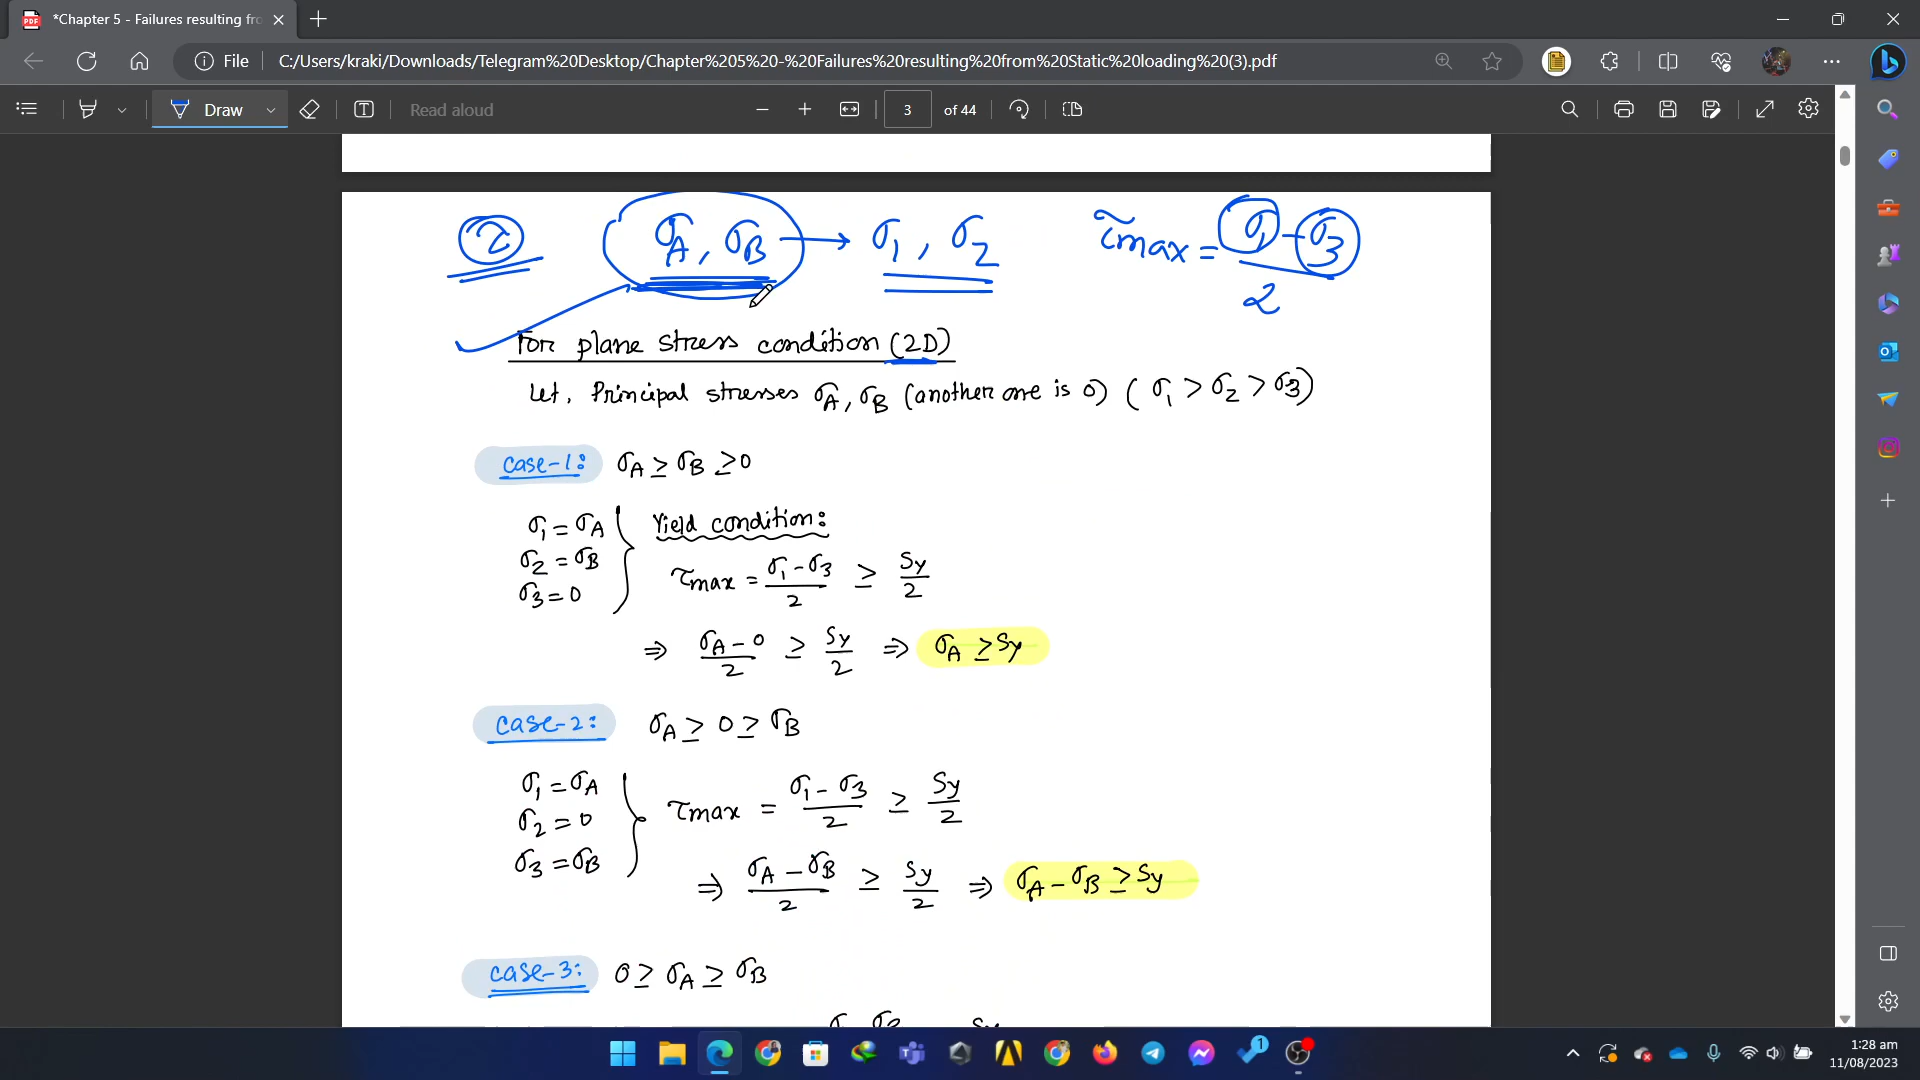 *Chapter 5 - Failures resulting fro
File
C:/Users/kraki/Downloads/Telegram%20Desktop/Chapter%205%20-%20Failures%20resulting%20from%20Static%20loading%20(3).pdf
Draw
Read aloud
3 of 44
2 σA, σB → σ1, σ2 τmax = σ1 - σ3 / 2
For plane stress condition (2D)
Let, Principal stresses σA, σB (another one is 0) (σ1 > σ2 > σ3)
case-1: σA ≥ σB ≥ 0
σ1 = σA
σ2 = σB
σ3 = 0
Yield condition:
τmax = σ1 - σ3 / 2 ≥ Sy / 2
⇒ σA - 0 / 2 ≥ Sy / 2 ⇒ σA ≥ Sy
case-2: σA ≥ 0 ≥ σB
σ1 = σA
σ2 = 0
σ3 = σB
τmax = σ1 - σ3 / 2 ≥ Sy / 2
⇒ σA - σB / 2 ≥ Sy / 2 ⇒ σA - σB ≥ Sy
case-3: 0 ≥ σA ≥ σB
1
1:28 am
11/08/2023